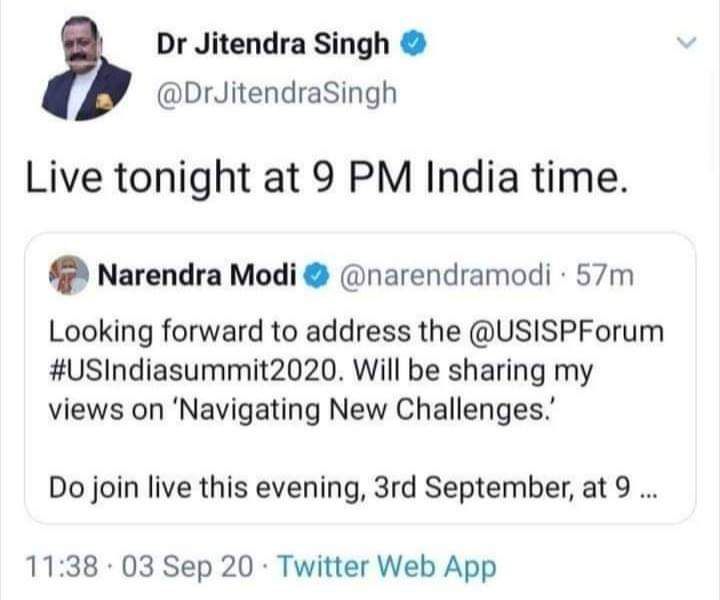 Dr Jitendra Singh
@DrJitendraSingh
Live tonight at 9 PM India time.
Narendra Modi @narendramodi · 57m
Looking forward to address the @USISPForum
#USIndiasummit2020. Will be sharing my
views on ‘Navigating New Challenges.’
Do join live this evening, 3rd September, at 9 ...
11:38 · 03 Sep 20 · Twitter Web App